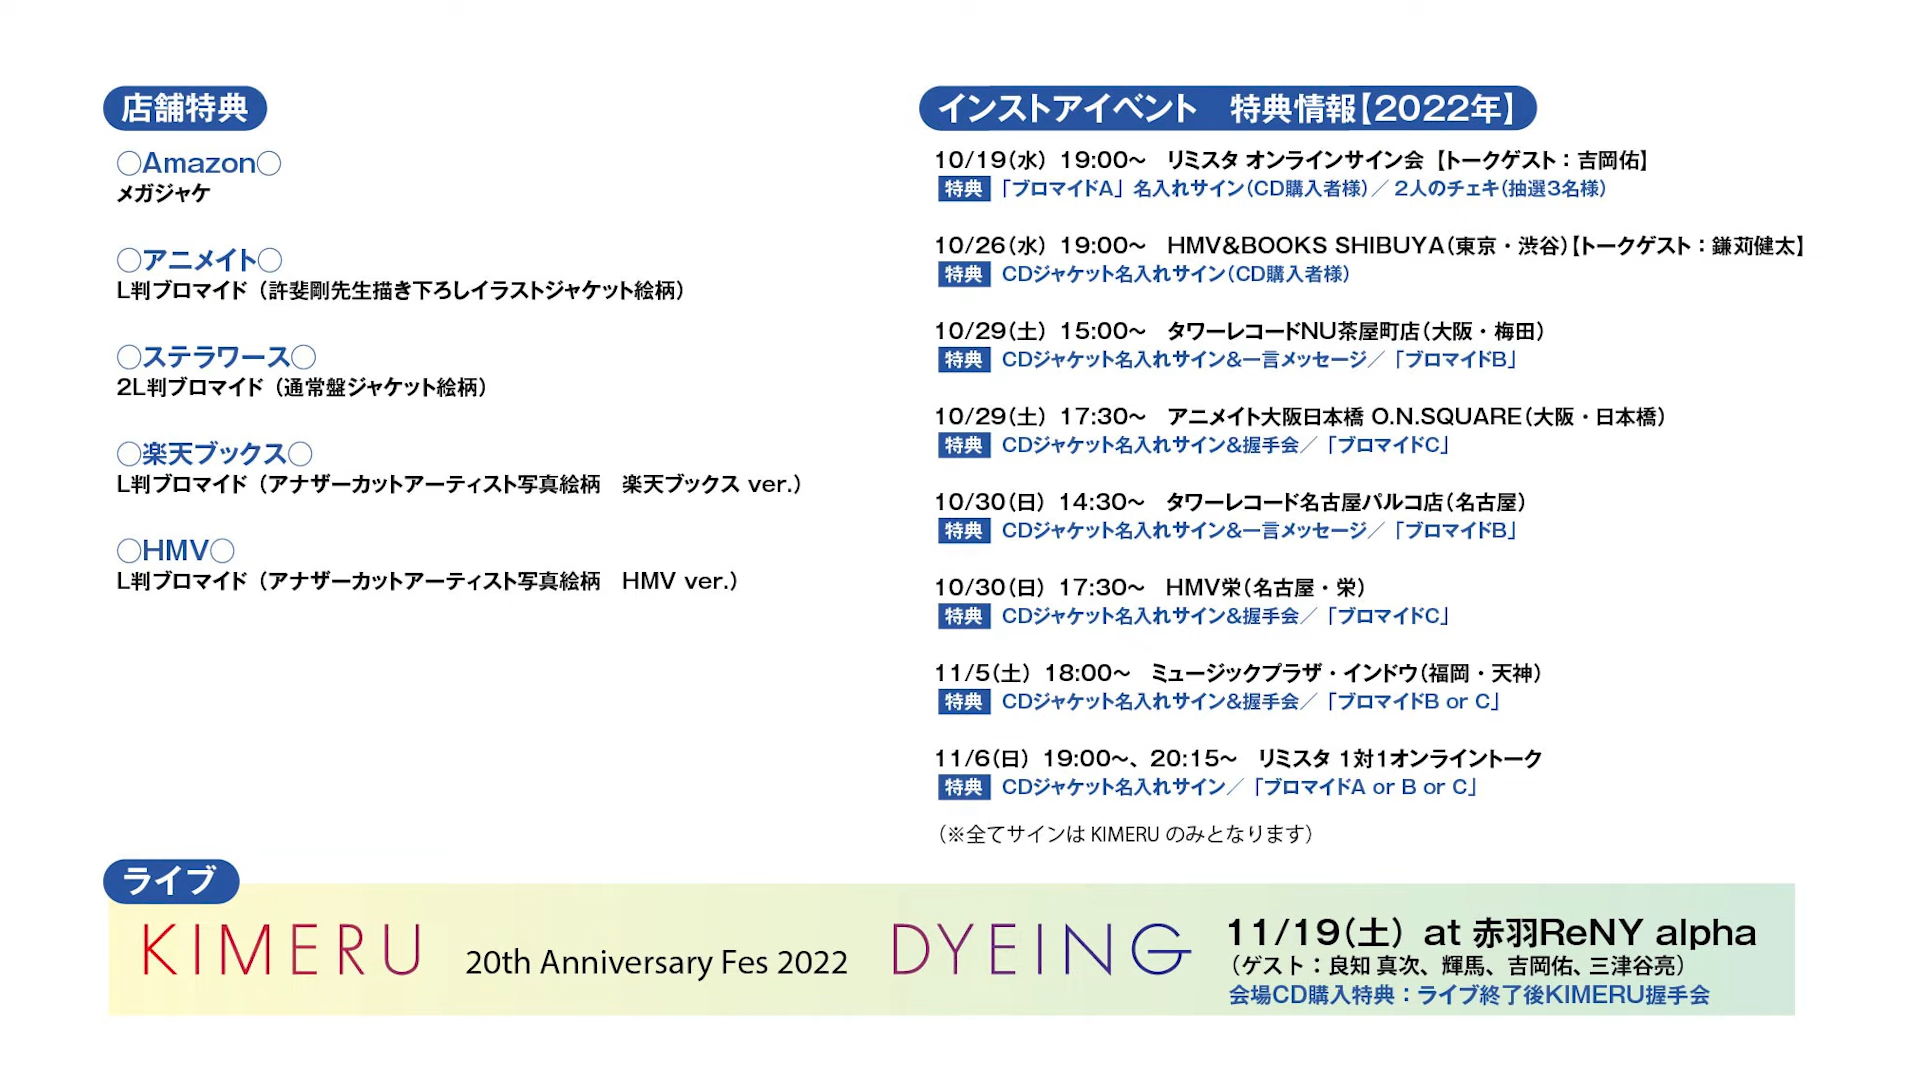 店舗特典
○Amazon○
メガジャケ
○アニメイト○
L判ブロマイド（許斐剛先生描き下ろしイラストジャケット絵柄）
○ステラワース○
2L判ブロマイド（通常盤ジャケット絵柄）
○楽天ブックス○
L判ブロマイド（アナザーカットアーティスト写真絵柄　楽天ブックス ver.）
○HMV○
L判ブロマイド（アナザーカットアーティスト写真絵柄　HMV ver.）
インストアイベント　特典情報【2022年】
10/19（水）19:00～　リミスタ オンラインサイン会【トークゲスト：吉岡佑】
特典 「ブロマイドA」名入れサイン（CD購入者様）／2人のチェキ（抽選3名様）
10/26（水）19:00～　HMV&BOOKS SHIBUYA（東京・渋谷）【トークゲスト：鎌苅健太】
特典 CDジャケット名入れサイン（CD購入者様）
10/29（土）15:00～　タワーレコードNU茶屋町店（大阪・梅田）
特典 CDジャケット名入れサイン&一言メッセージ／「ブロマイドB」
10/29（土）17:30～　アニメイト大阪日本橋 O.N.SQUARE（大阪・日本橋）
特典 CDジャケット名入れサイン&握手会／「ブロマイドC」
10/30（日）14:30～　タワーレコード名古屋パルコ店（名古屋）
特典 CDジャケット名入れサイン&一言メッセージ／「ブロマイドB」
10/30（日）17:30～　HMV栄（名古屋・栄）
特典 CDジャケット名入れサイン&握手会／「ブロマイドC」
11/5（土）18:00～　ミュージックプラザ・インドウ（福岡・天神）
特典 CDジャケット名入れサイン&握手会／「ブロマイドB or C」
11/6（日）19:00～、20:15～　リミスタ 1対1オンライントーク
特典 CDジャケット名入れサイン／「ブロマイドA or B or C」
（※全てサインは KIMERU のみとなります）
ライブ
KIMERU 20th Anniversary Fes 2022 DYEING
11/19（土）at 赤羽ReNY alpha
（ゲスト：良知 真次、輝馬、吉岡佑、三津谷亮）
会場CD購入特典：ライブ終了後KIMERU握手会